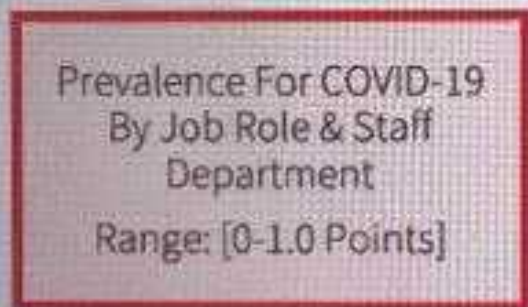 Prevalence For COVID-19
By Job Role & Staff
Department
Range: [0-1.0 Points]